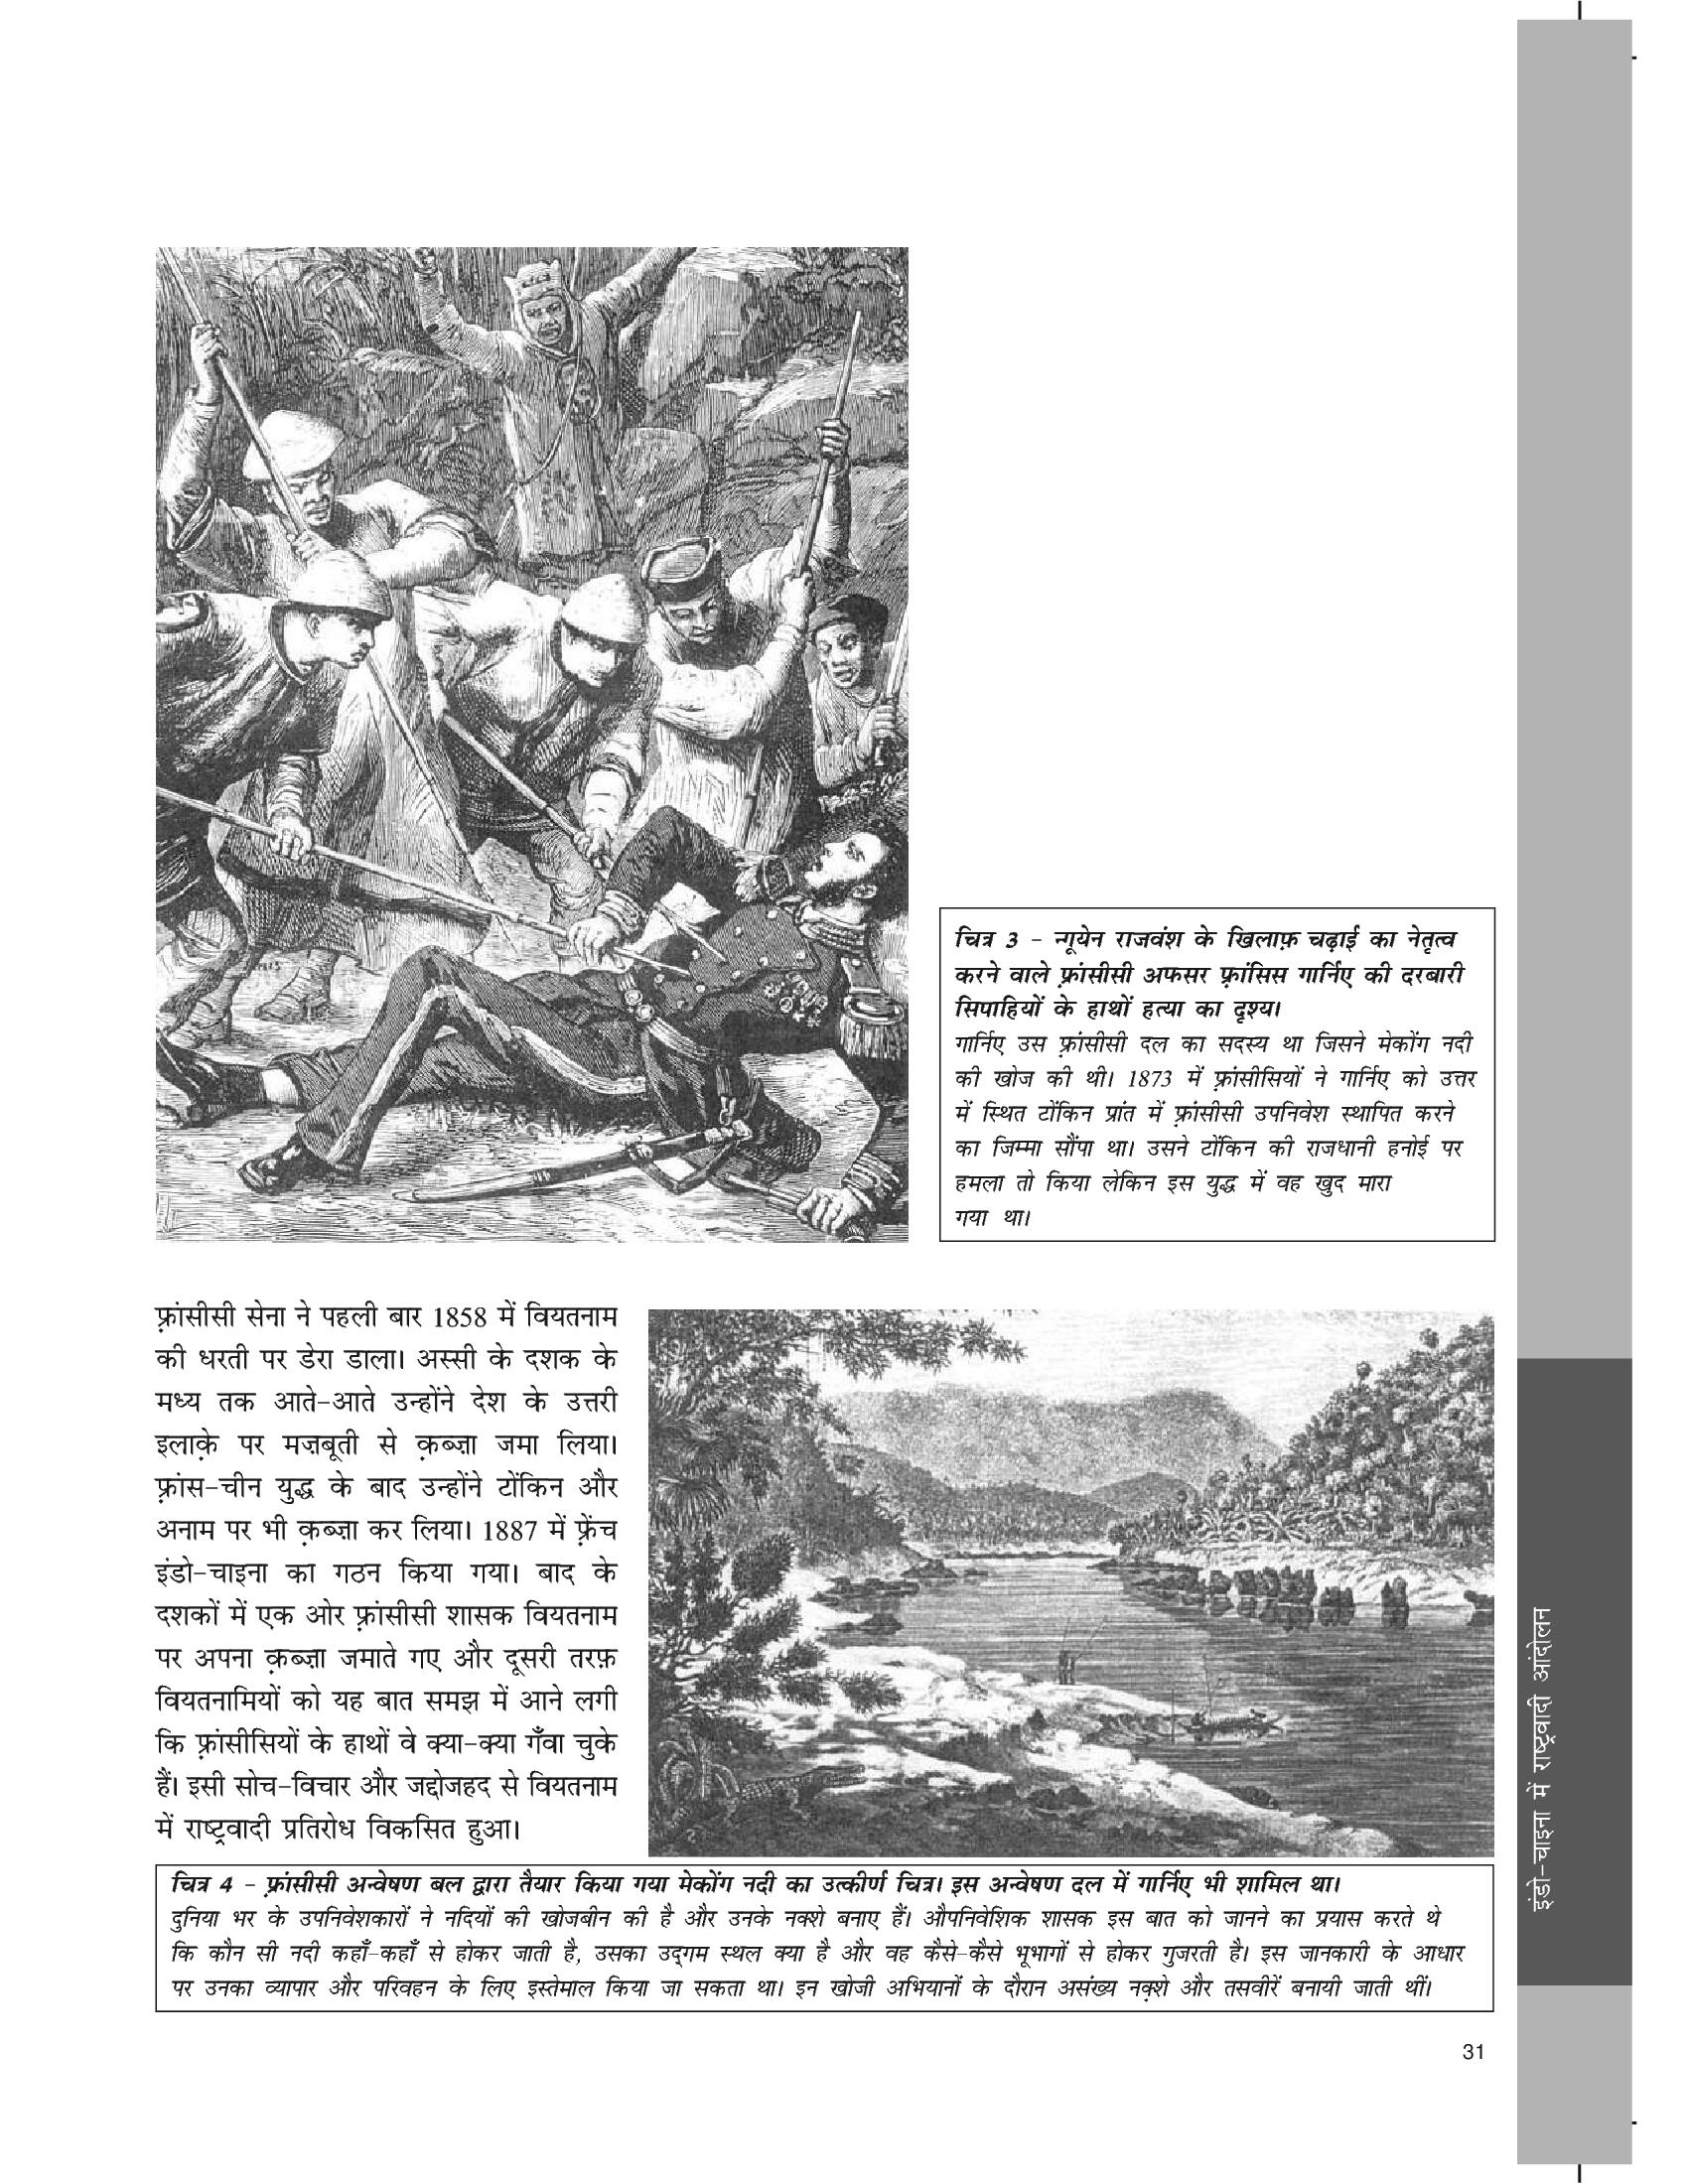 चित्र 3 – न्गूयेन राजवंश के खिलाफ़ चढ़ाई का नेतृत्व
करने वाले फ़्रांसीसी अफसर फ़्रांसिस गार्निए की दरबारी
सिपाहियों के हाथों हत्या का दृश्य।
गार्निए उस फ़्रांसीसी दल का सदस्य था जिसने मेकोंग नदी
की खोज की थी। 1873 में फ़्रांसीसियों ने गार्निए को उत्तर
में स्थित टोंकिन प्रांत में फ़्रांसीसी उपनिवेश स्थापित करने
का जिम्मा सौंपा था। उसने टोंकिन की राजधानी हनोई पर
हमला तो किया लेकिन इस युद्ध में वह खुद मारा
गया था।
फ़्रांसीसी सेना ने पहली बार 1858 में वियतनाम
की धरती पर डेरा डाला। अस्सी के दशक के
मध्य तक आते–आते उन्होंने देश के उत्तरी
इलाक़े पर मज़बूती से क़ब्ज़ा जमा लिया।
फ़्रांस–चीन युद्ध के बाद उन्होंने टोंकिन और
अनाम पर भी क़ब्ज़ा कर लिया। 1887 में फ़्रेंच
इंडो–चाइना का गठन किया गया। बाद के
दशकों में एक ओर फ़्रांसीसी शासक वियतनाम
पर अपना क़ब्ज़ा जमाते गए और दूसरी तरफ़
वियतनामियों को यह बात समझ में आने लगी
कि फ़्रांसीसियों के हाथों वे क्या–क्या गँवा चुके
हैं। इसी सोच–विचार और जद्दोजहद से वियतनाम
में राष्ट्रवादी प्रतिरोध विकसित हुआ।
चित्र 4 – फ़्रांसीसी अन्वेषण बल द्वारा तैयार किया गया मेकोंग नदी का उत्कीर्ण चित्र। इस अन्वेषण दल में गार्निए भी शामिल था।
दुनिया भर के उपनिवेशकारों ने नदियों की खोजबीन की है और उनके नक्शे बनाए हैं। औपनिवेशिक शासक इस बात को जानने का प्रयास करते थे
कि कौन सी नदी कहाँ–कहाँ से होकर जाती है, उसका उद्गम स्थल क्या है और वह कैसे–कैसे भूभागों से होकर गुजरती है। इस जानकारी के आधार
पर उनका व्यापार और परिवहन के लिए इस्तेमाल किया जा सकता था। इन खोजी अभियानों के दौरान असंख्य नक़्शे और तसवीरें बनायी जाती थीं।
इंडो–चाइना में राष्ट्रवादी आंदोलन
31